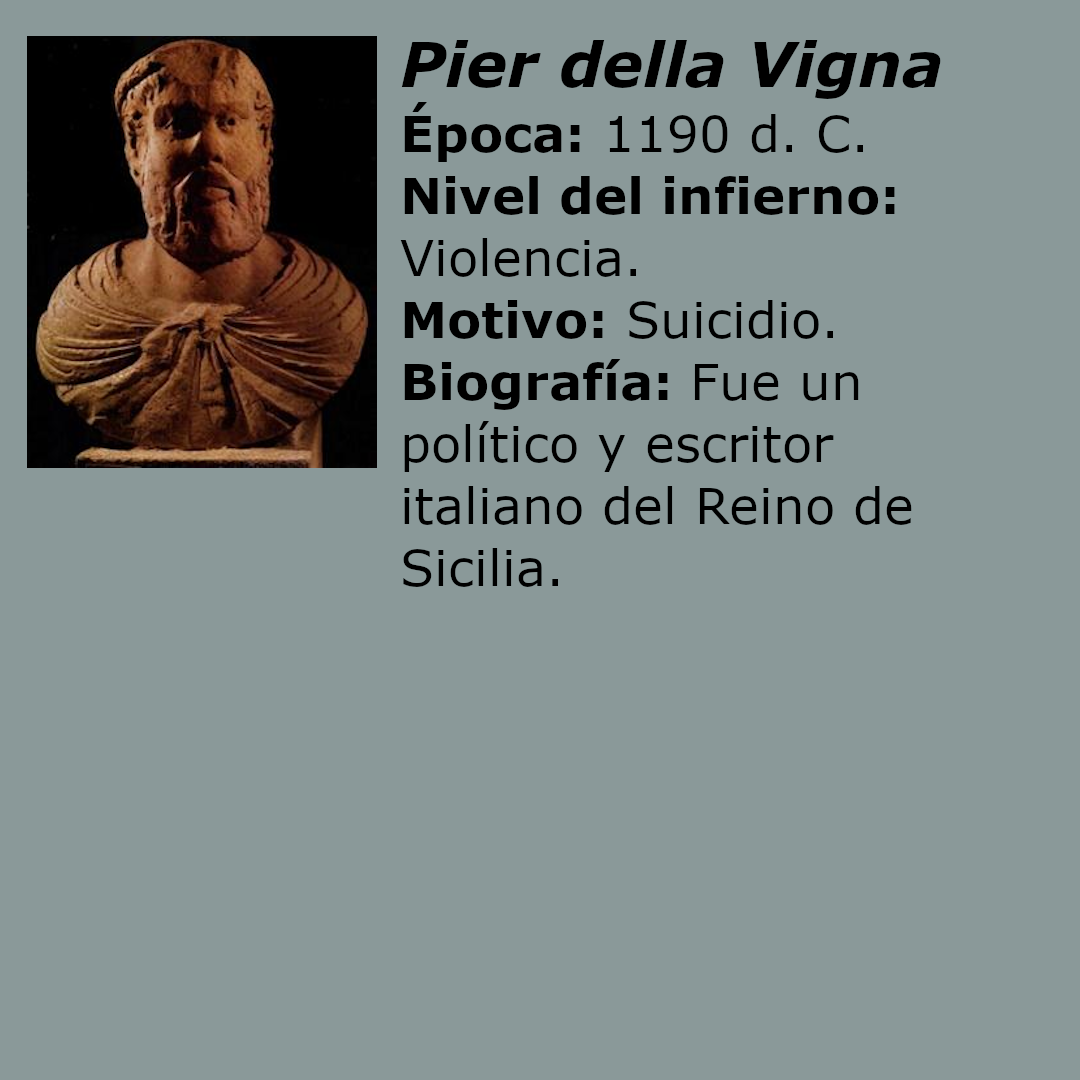 Pier della Vigna
Época: 1190 d. C.
Nivel del infierno:
Violencia.
Motivo: Suicidio.
Biografía: Fue un
político y escritor
italiano del Reino de
Sicilia.